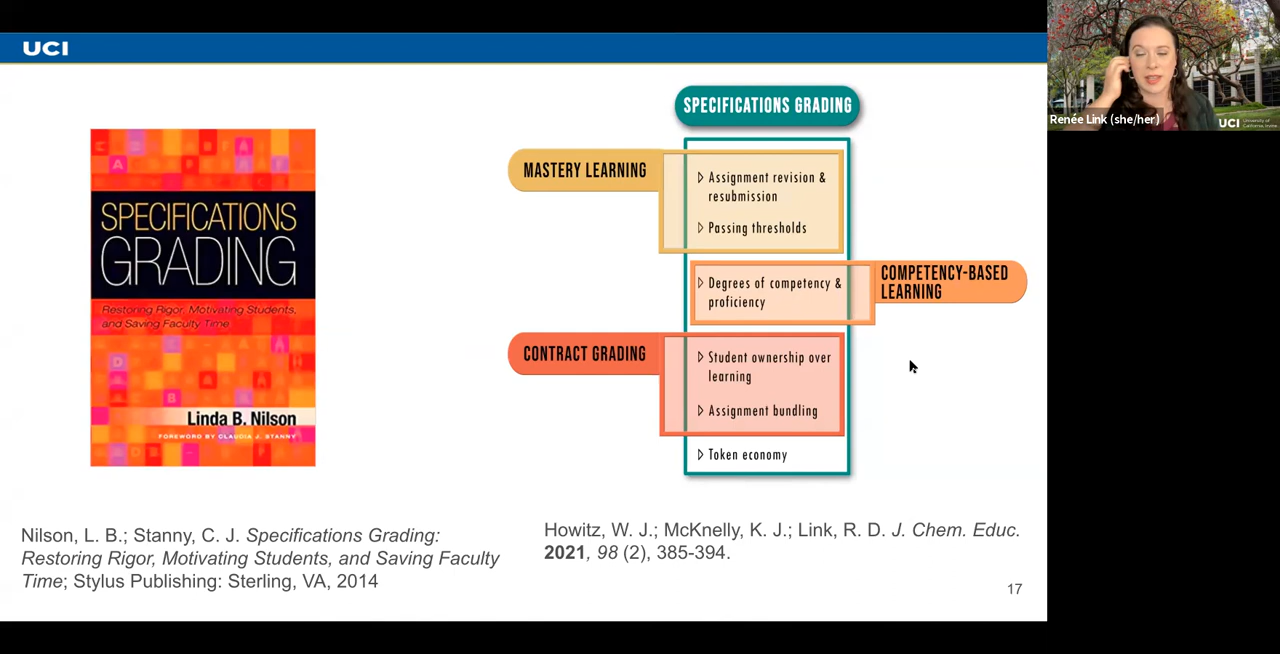 UCI
SPECIFICATIONS
GRADING
Restoring Rigor, Motivating Students,
and Saving Faculty Time
Linda B. Nilson
FOREWORD BY CLAUDIA J. STANNY
SPECIFICATIONS GRADING
MASTERY LEARNING
Assignment revision &
resubmission
Passing thresholds
Degrees of competency &
proficiency
COMPETENCY-BASED
LEARNING
CONTRACT GRADING
Student ownership over
learning
Assignment bundling
Token economy
Nilson, L. B.; Stanny, C. J. Specifications Grading:
Restoring Rigor, Motivating Students, and Saving Faculty
Time; Stylus Publishing: Sterling, VA, 2014
Howitz, W. J.; McKnelly, K. J.; Link, R. D. J. Chem. Educ.
2021, 98 (2), 385-394.
17
Renée Link (she/her)
UCI
University of
California, Irvine